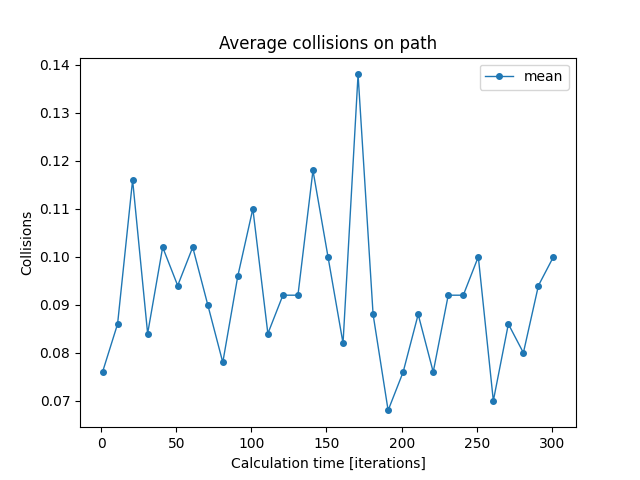 Average collisions on path
mean
Collisions
0.14
0.13
0.12
0.11
0.10
0.09
0.08
0.07
0 50 100 150 200 250 300
Calculation time [iterations]